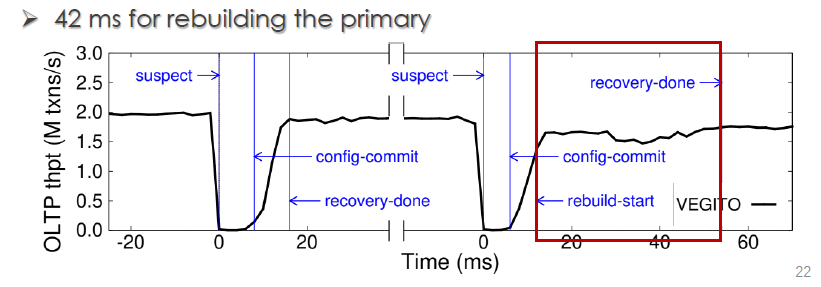 ➢ 42 ms for rebuilding the primary
OLTP thpt (M txns/s)
3.0
2.5
2.0
1.5
1.0
0.5
0.0
suspect
config-commit
recovery-done
suspect
recovery-done
config-commit
rebuild-start
VEGITO
-20 0 20 0 20 40 60
Time (ms)
22